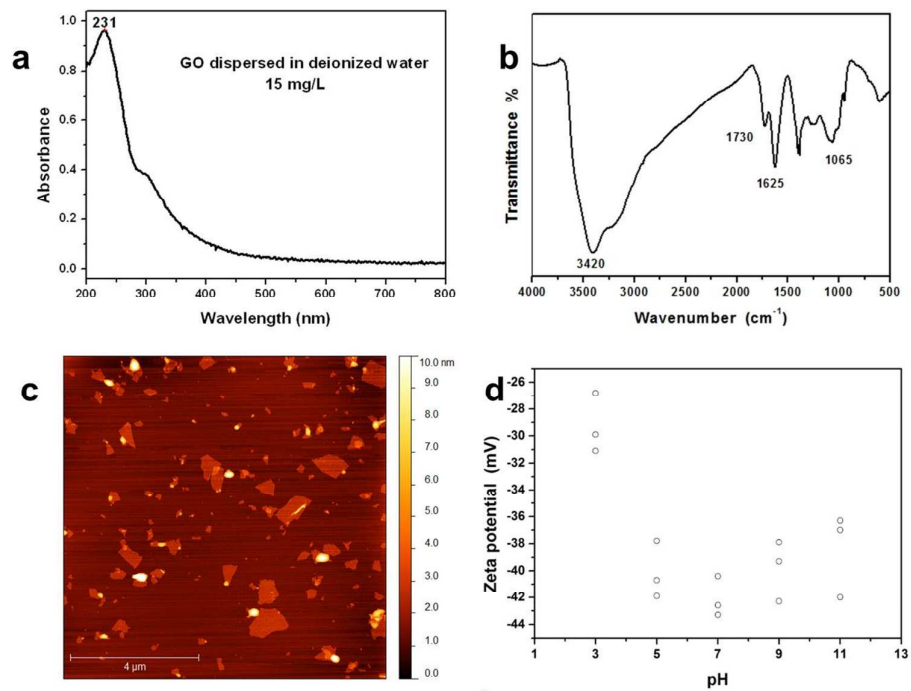 a
231
GO dispersed in deionized water
15 mg/L
1.0
0.8
0.6
0.4
0.2
0.0
Absorbance
200 300 400 500 600 700 800
Wavelength (nm)
b
Transmittance %
1730
1625
1065
3420
4000 3500 3000 2500 2000 1500 1000 500
Wavenumber (cm⁻¹)
c
10.0 nm
9.0
8.0
7.0
6.0
5.0
4.0
3.0
2.0
1.0
0.0
4 µm
d
-26
-28
-30
-32
-34
-36
-38
-40
-42
-44
Zeta potential (mV)
1 3 5 7 9 11 13
pH